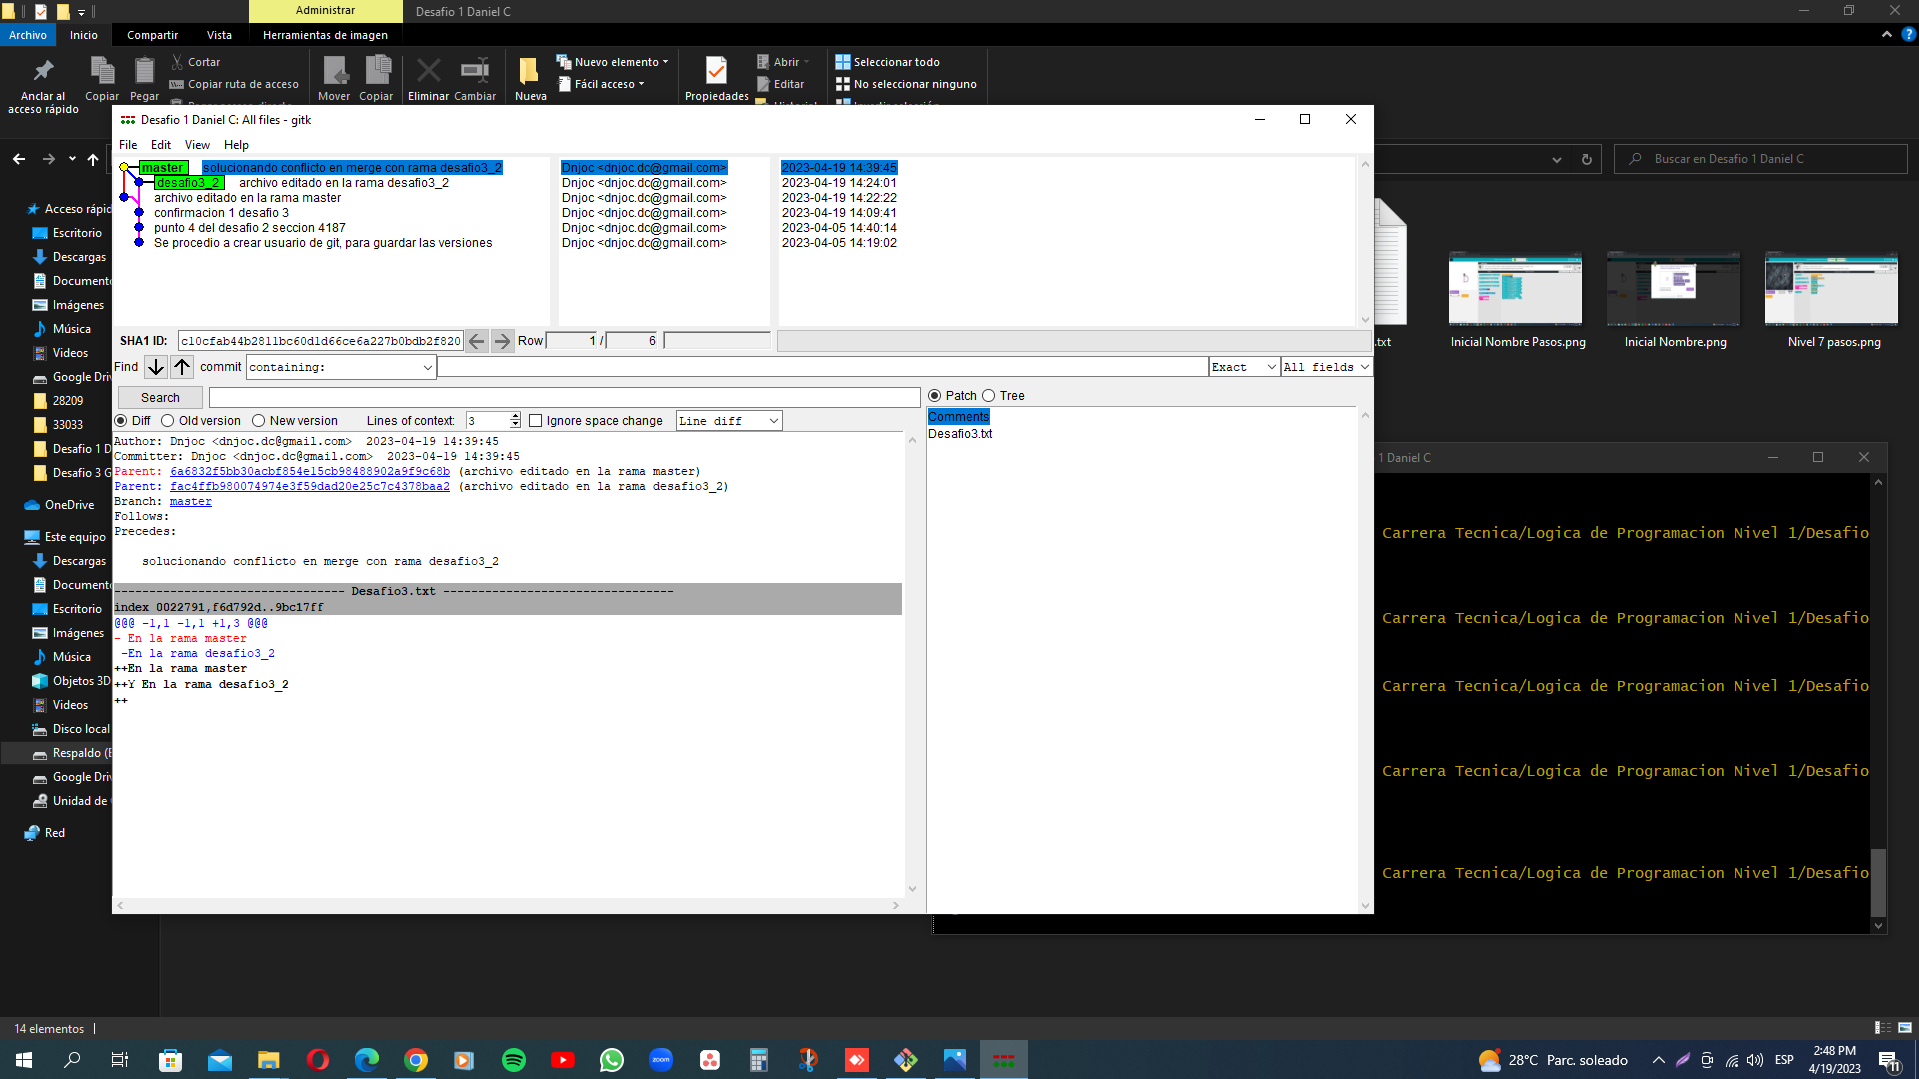 Administrar
Desafio 1 Daniel C
Archivo
Inicio
Compartir
Vista
Herramientas de imagen
Anclar al
acceso rápido
Copiar
Pegar
Cortar
Copiar ruta de acceso
Mover
Copiar
Eliminar
Cambiar
Nueva
Nuevo elemento
Fácil acceso
Propiedades
Abrir
Editar
Historial
Seleccionar todo
No seleccionar ninguno
Desafio 1 Daniel C: All files - gitk
File Edit View Help
master solucionando conflicto en merge con rama desafio3_2 Dnjoc <dnjoc.dc@gmail.com> 2023-04-19 14:39:45
desafio3_2 archivo editado en la rama desafio3_2 Dnjoc <dnjoc.dc@gmail.com> 2023-04-19 14:24:01
archivo editado en la rama master Dnjoc <dnjoc.dc@gmail.com> 2023-04-19 14:22:22
confirmacion 1 desafio 3 Dnjoc <dnjoc.dc@gmail.com> 2023-04-19 14:09:41
punto 4 del desafio 2 seccion 4187 Dnjoc <dnjoc.dc@gmail.com> 2023-04-05 14:40:14
Se procedio a crear usuario de git, para guardar las versiones Dnjoc <dnjoc.dc@gmail.com> 2023-04-05 14:19:02
SHA1 ID: c10cfab44b2811bc60d1d66ce6a227b0bdb2f820 Row 1 / 6
Find commit containing: Exact All fields
Search
Diff Old version New version Lines of context: 3 Ignore space change Line diff
Patch Tree
Comments
Desafio3.txt
Author: Dnjoc <dnjoc.dc@gmail.com> 2023-04-19 14:39:45
Committer: Dnjoc <dnjoc.dc@gmail.com> 2023-04-19 14:39:45
Parent: 6a6832f5bb30acbf854e15cb98488902a9f9c68b (archivo editado en la rama master)
Parent: fac4ffb980074974e3f59dad20e25c7c4378baa2 (archivo editado en la rama desafio3_2)
Branch: master
Follows:
Precedes:
solucionando conflicto en merge con rama desafio3_2
--------------------------------- Desafio3.txt ---------------------------------
index 0022791,f6d792d..9bc17ff
@@@ -1,1 -1,1 +1,3 @@@
- En la rama master
-En la rama desafio3_2
++En la rama master
++Y En la rama desafio3_2
++
Acceso rápid
Escritorio
Descargas
Documento
Imágenes
Música
Videos
Google Driv
28209
33033
Desafio 1 D
Desafio 3 G
OneDrive
Este equipo
Descargas
Documento
Escritorio
Imágenes
Música
Objetos 3D
Videos
Disco local
Respaldo (E
Google Driv
Unidad de
Red
Buscar en Desafio 1 Daniel C
.txt
Inicial Nombre Pasos.png
Inicial Nombre.png
Nivel 7 pasos.png
1 Daniel C
Carrera Tecnica/Logica de Programacion Nivel 1/Desafio
Carrera Tecnica/Logica de Programacion Nivel 1/Desafio
Carrera Tecnica/Logica de Programacion Nivel 1/Desafio
Carrera Tecnica/Logica de Programacion Nivel 1/Desafio
Carrera Tecnica/Logica de Programacion Nivel 1/Desafio
14 elementos
zoom
28°C Parc. soleado
ESP
2:48 PM
4/19/2023
11